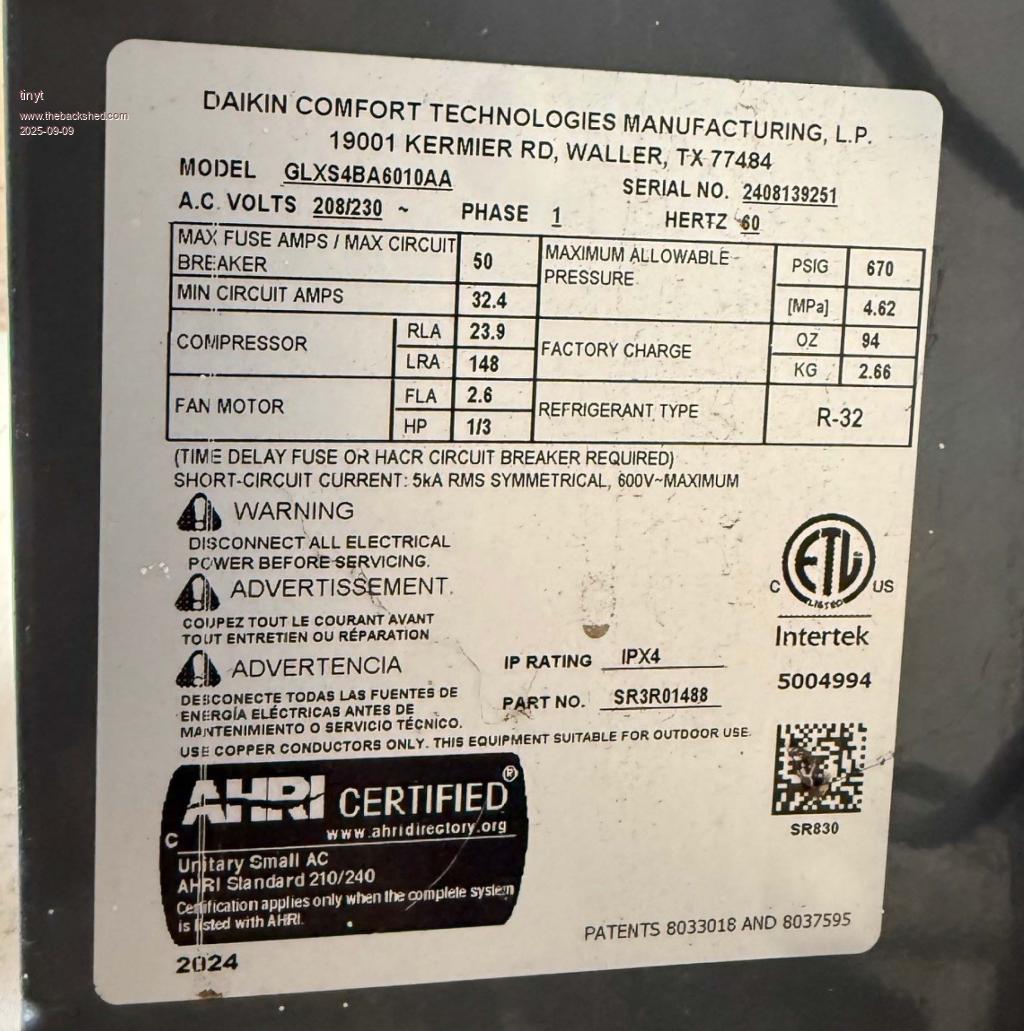 tinyt
www.thebackshed.com
2025-09-09
DAIKIN COMFORT TECHNOLOGIES MANUFACTURING, L.P.
19001 KERMIER RD, WALLER, TX 77484
MODEL GLXS4BA6010AA SERIAL NO. 2408139251
A.C. VOLTS 208/230 ~ PHASE 1 HERTZ 60
MAX FUSE AMPS / MAX CIRCUIT
BREAKER 50
MAXIMUM ALLOWABLE
PRESSURE
PSIG 670
[MPa] 4.62
MIN CIRCUIT AMPS 32.4
COMPRESSOR
RLA 23.9
LRA 148
FACTORY CHARGE
OZ 94
KG 2.66
FAN MOTOR
FLA 2.6
HP 1/3
REFRIGERANT TYPE R-32
(TIME DELAY FUSE OR HACR CIRCUIT BREAKER REQUIRED)
SHORT-CIRCUIT CURRENT: 5kA RMS SYMMETRICAL, 600V~MAXIMUM
WARNING
DISCONNECT ALL ELECTRICAL
POWER BEFORE SERVICING.
ADVERTISSEMENT.
COUPEZ TOUT LE COURANT AVANT
TOUT ENTRETIEN OU RÉPARATION
ADVERTENCIA
DESCONECTE TODAS LAS FUENTES DE
ENERGÍA ELÉCTRICAS ANTES DE
MANTENIMIENTO O SERVICIO TÉCNICO.
IP RATING IPX4
PART NO. SR3R01488
C ETL US
LISTED
Intertek
5004994
USE COPPER CONDUCTORS ONLY. THIS EQUIPMENT SUITABLE FOR OUTDOOR USE.
SR830
AHRI CERTIFIED®
www.ahridirectory.org
C
Unitary Small AC
AHRI Standard 210/240
Certification applies only when the complete system
is listed with AHRI.
PATENTS 8033018 AND 8037595
2024